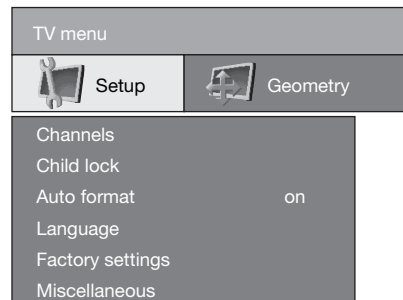 TV menu
Setup Geometry
Channels
Child lock
Auto format on
Language
Factory settings
Miscellaneous